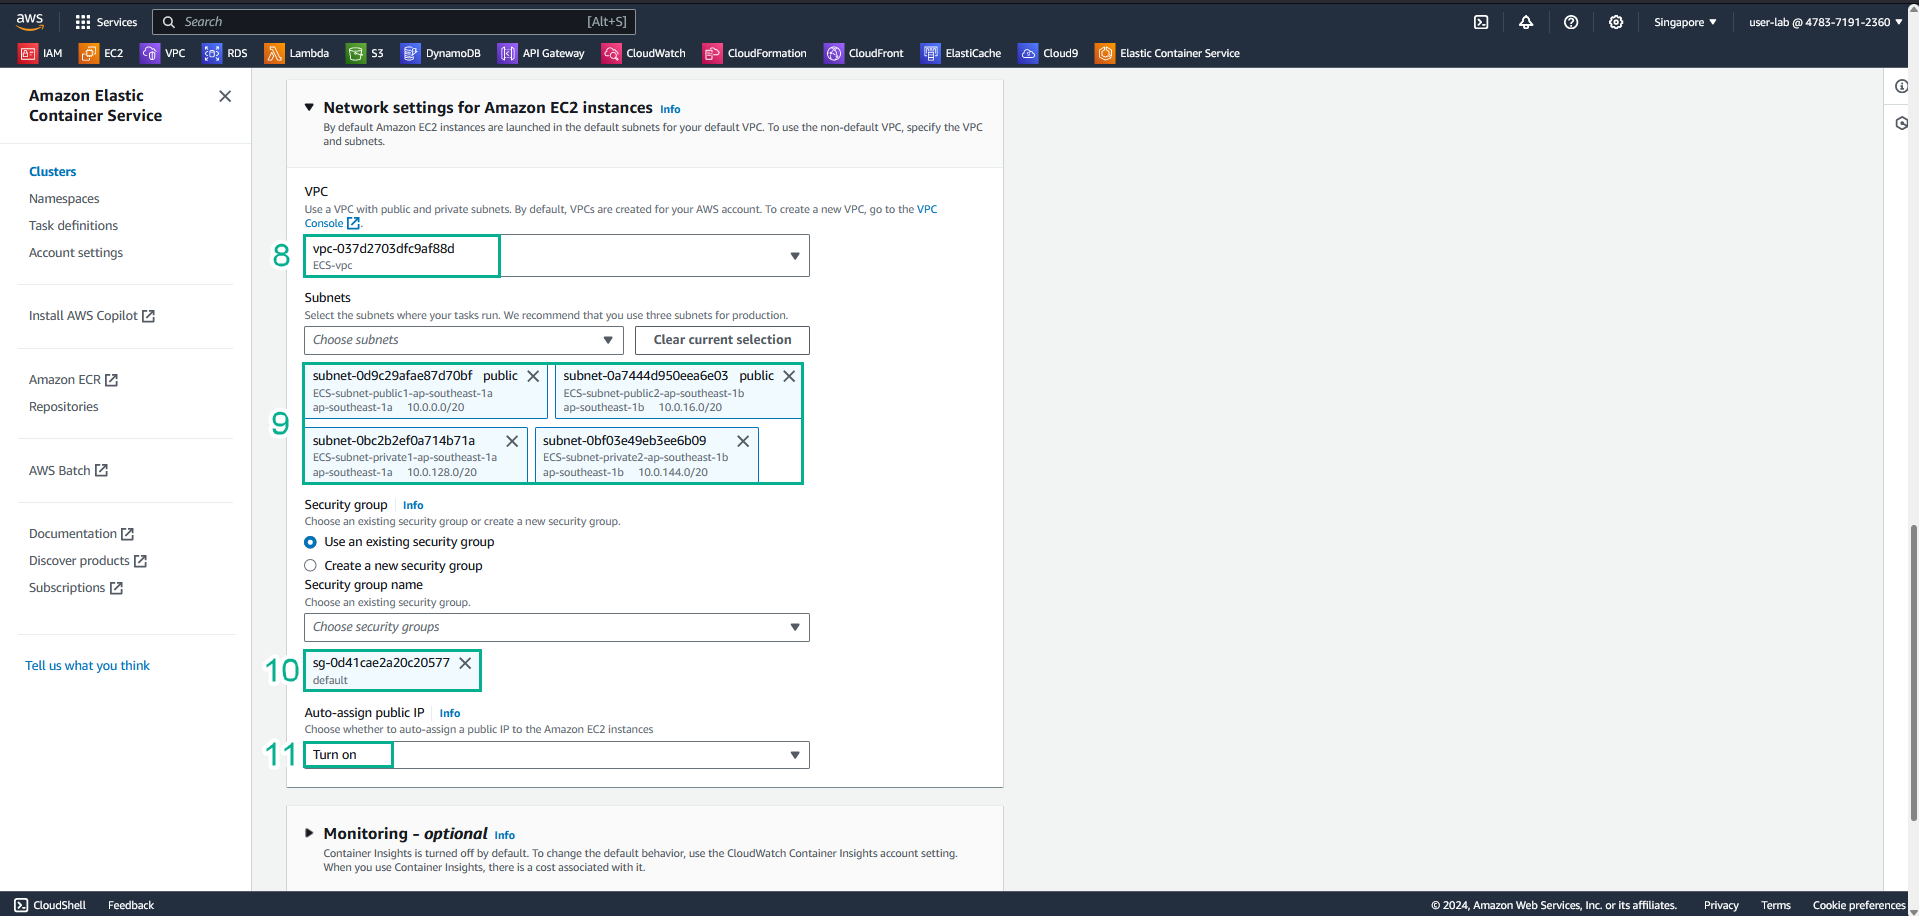 aws
Services
Search
[Alt+S]
Singapore
user-lab @ 4783-7191-2360
IAM
EC2
VPC
RDS
Lambda
S3
DynamoDB
API Gateway
CloudWatch
CloudFormation
CloudFront
ElastiCache
Cloud9
Elastic Container Service
Amazon Elastic
Container Service
Clusters
Namespaces
Task definitions
Account settings
Install AWS Copilot
Amazon ECR
Repositories
AWS Batch
Documentation
Discover products
Subscriptions
Tell us what you think
Network settings for Amazon EC2 instances Info
By default Amazon EC2 instances are launched in the default subnets for your default VPC. To use the non-default VPC, specify the VPC
and subnets.
VPC
Use a VPC with public and private subnets. By default, VPCs are created for your AWS account. To create a new VPC, go to the VPC
Console.
8
vpc-037d2703dfc9af88d
ECS-vpc
Subnets
Select the subnets where your tasks run. We recommend that you use three subnets for production.
Choose subnets
Clear current selection
9
subnet-0d9c29afae87d70bf public
ECS-subnet-public1-ap-southeast-1a
ap-southeast-1a 10.0.0.0/20
subnet-0a7444d950eea6e03 public
ECS-subnet-public2-ap-southeast-1b
ap-southeast-1b 10.0.16.0/20
subnet-0bc2b2ef0a714b71a
ECS-subnet-private1-ap-southeast-1a
ap-southeast-1a 10.0.128.0/20
subnet-0bf03e49eb3ee6b09
ECS-subnet-private2-ap-southeast-1b
ap-southeast-1b 10.0.144.0/20
Security group Info
Choose an existing security group or create a new security group.
Use an existing security group
Create a new security group
Security group name
Choose an existing security group.
Choose security groups
10
sg-0d41cae2a20c20577
default
Auto-assign public IP Info
Choose whether to auto-assign a public IP to the Amazon EC2 instances
11
Turn on
Monitoring - optional Info
Container Insights is turned off by default. To change the default behavior, use the CloudWatch Container Insights account setting.
When you use Container Insights, there is a cost associated with it.
CloudShell
Feedback
© 2024, Amazon Web Services, Inc. or its affiliates.
Privacy
Terms
Cookie preferences